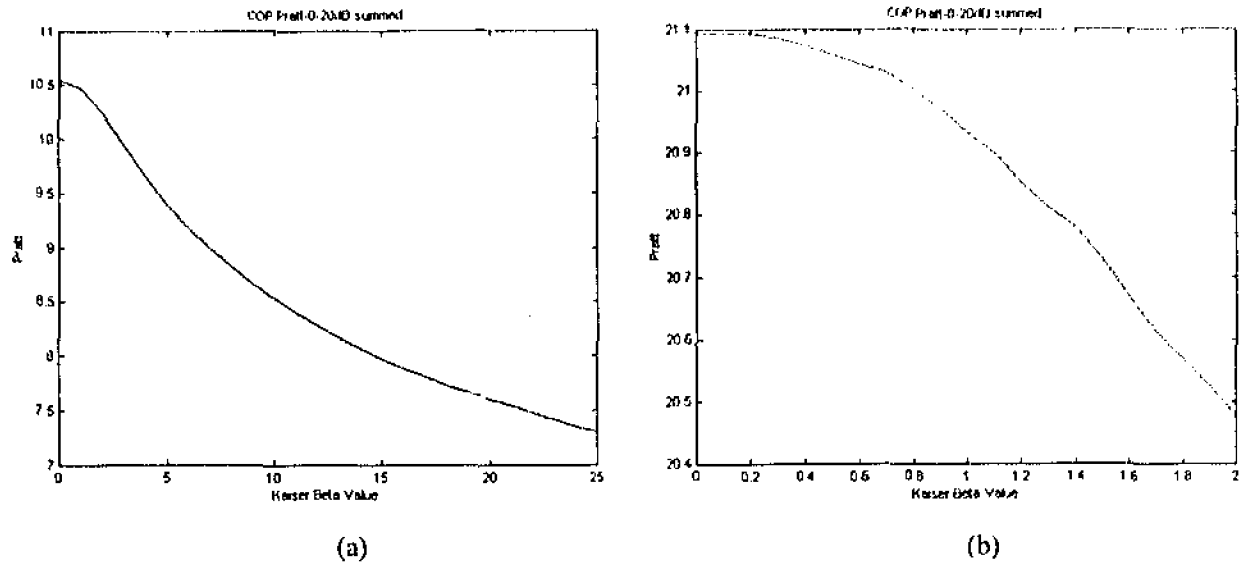 COP Pratt-0-20dB summed
11
10.5
10
9.5
9
8.5
8
7.5
7
0 5 10 15 20 25
Pratt
Kaiser Beta Value
(a)
COP Pratt-0-20dB summed
21.1
21
20.9
20.8
20.7
20.6
20.5
20.4
0 0.2 0.4 0.6 0.8 1 1.2 1.4 1.6 1.8 2
Pratt
Kaiser Beta Value
(b)